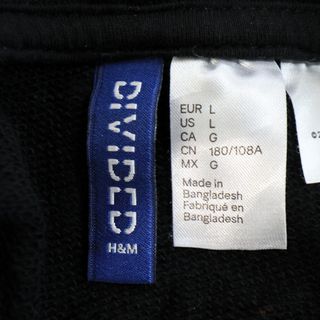 DIVIDED
H&M
EUR L
US L
CA G
CN 180/108A
MX G
Made in
Bangladesh
Fabriqué en
Bangladesh